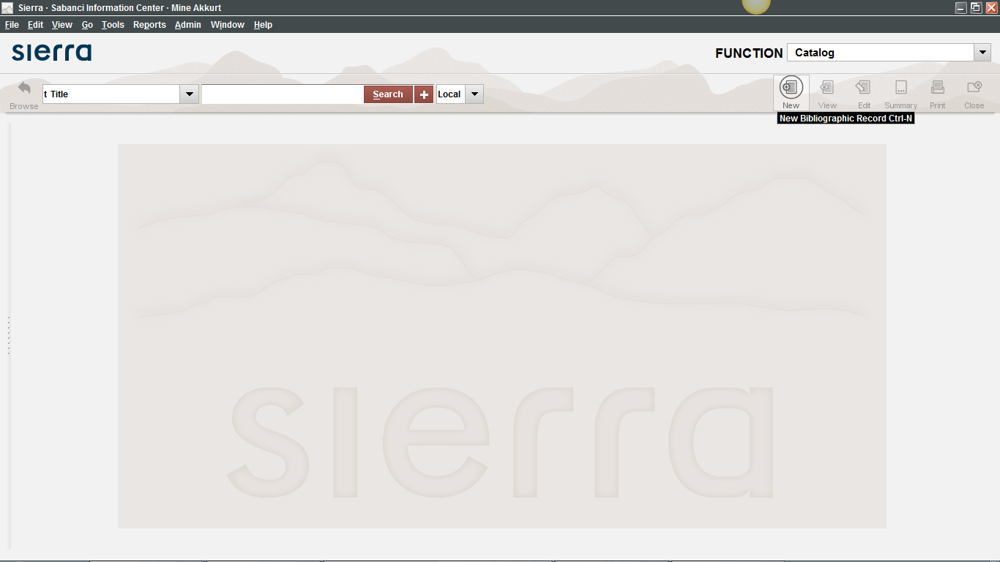 Sierra · Sabanci Information Center · Mine Akkurt
File Edit View Go Tools Reports Admin Window Help
sierra
FUNCTION Catalog
Browse t Title Search + Local New View Edit Summary Print Close
New Bibliographic Record Ctrl-N
sierra